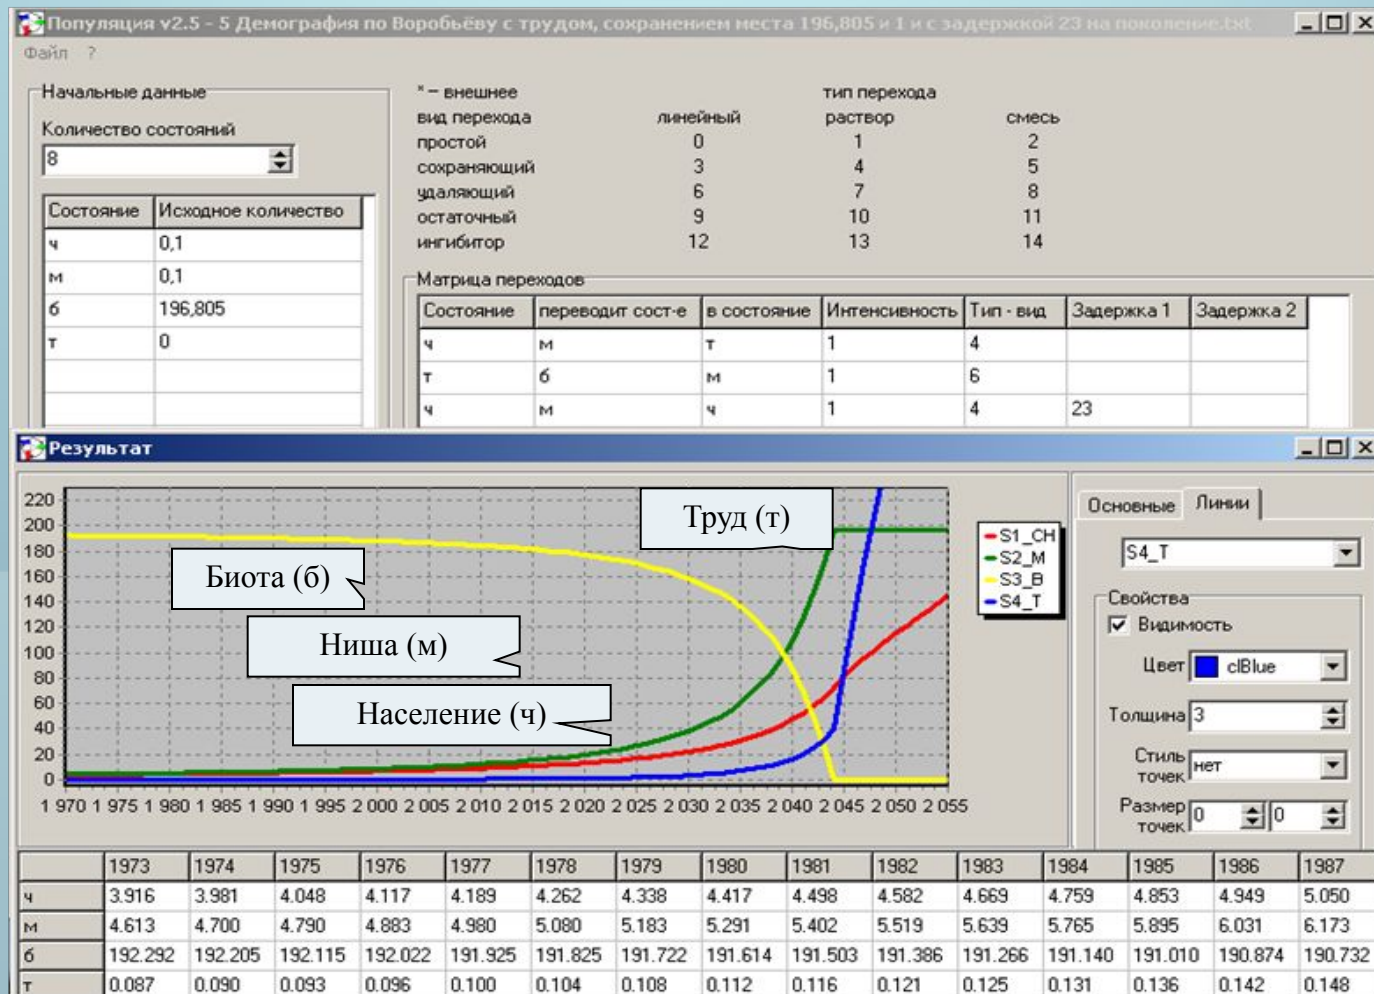 Популяция v2.5 - 5 Демография по Воробьёву с трудом, сохранением места 196,805 и 1 и с задержкой 23 на поколение.txt
Файл ?
Начальные данные
Количество состояний
8
Состояние Исходное количество
ч 0,1
м 0,1
б 196,805
т 0
* – внешнее тип перехода
вид перехода линейный раствор смесь
простой 0 1 2
сохраняющий 3 4 5
удаляющий 6 7 8
остаточный 9 10 11
ингибитор 12 13 14
Матрица переходов
Состояние переводит сост-е в состояние Интенсивность Тип - вид Задержка 1 Задержка 2
ч м т 1 4
т б м 1 6
ч м ч 1 4 23
Результат
220
200
180
160
140
120
100
80
60
40
20
0
Труд (т)
Биота (б)
Ниша (м)
Население (ч)
1 970 1 975 1 980 1 985 1 990 1 995 2 000 2 005 2 010 2 015 2 020 2 025 2 030 2 035 2 040 2 045 2 050 2 055
S1_CH
S2_M
S3_B
S4_T
Основные Линии
S4_T
Свойства
Видимость
Цвет clBlue
Толщина 3
Стиль точек нет
Размер точек 0 0
1973 1974 1975 1976 1977 1978 1979 1980 1981 1982 1983 1984 1985 1986 1987
ч 3.916 3.981 4.048 4.117 4.189 4.262 4.338 4.417 4.498 4.582 4.669 4.759 4.853 4.949 5.050
м 4.613 4.700 4.790 4.883 4.980 5.080 5.183 5.291 5.402 5.519 5.639 5.765 5.895 6.031 6.173
б 192.292 192.205 192.115 192.022 191.925 191.825 191.722 191.614 191.503 191.386 191.266 191.140 191.010 190.874 190.732
т 0.087 0.090 0.093 0.096 0.100 0.104 0.108 0.112 0.116 0.121 0.125 0.131 0.136 0.142 0.148